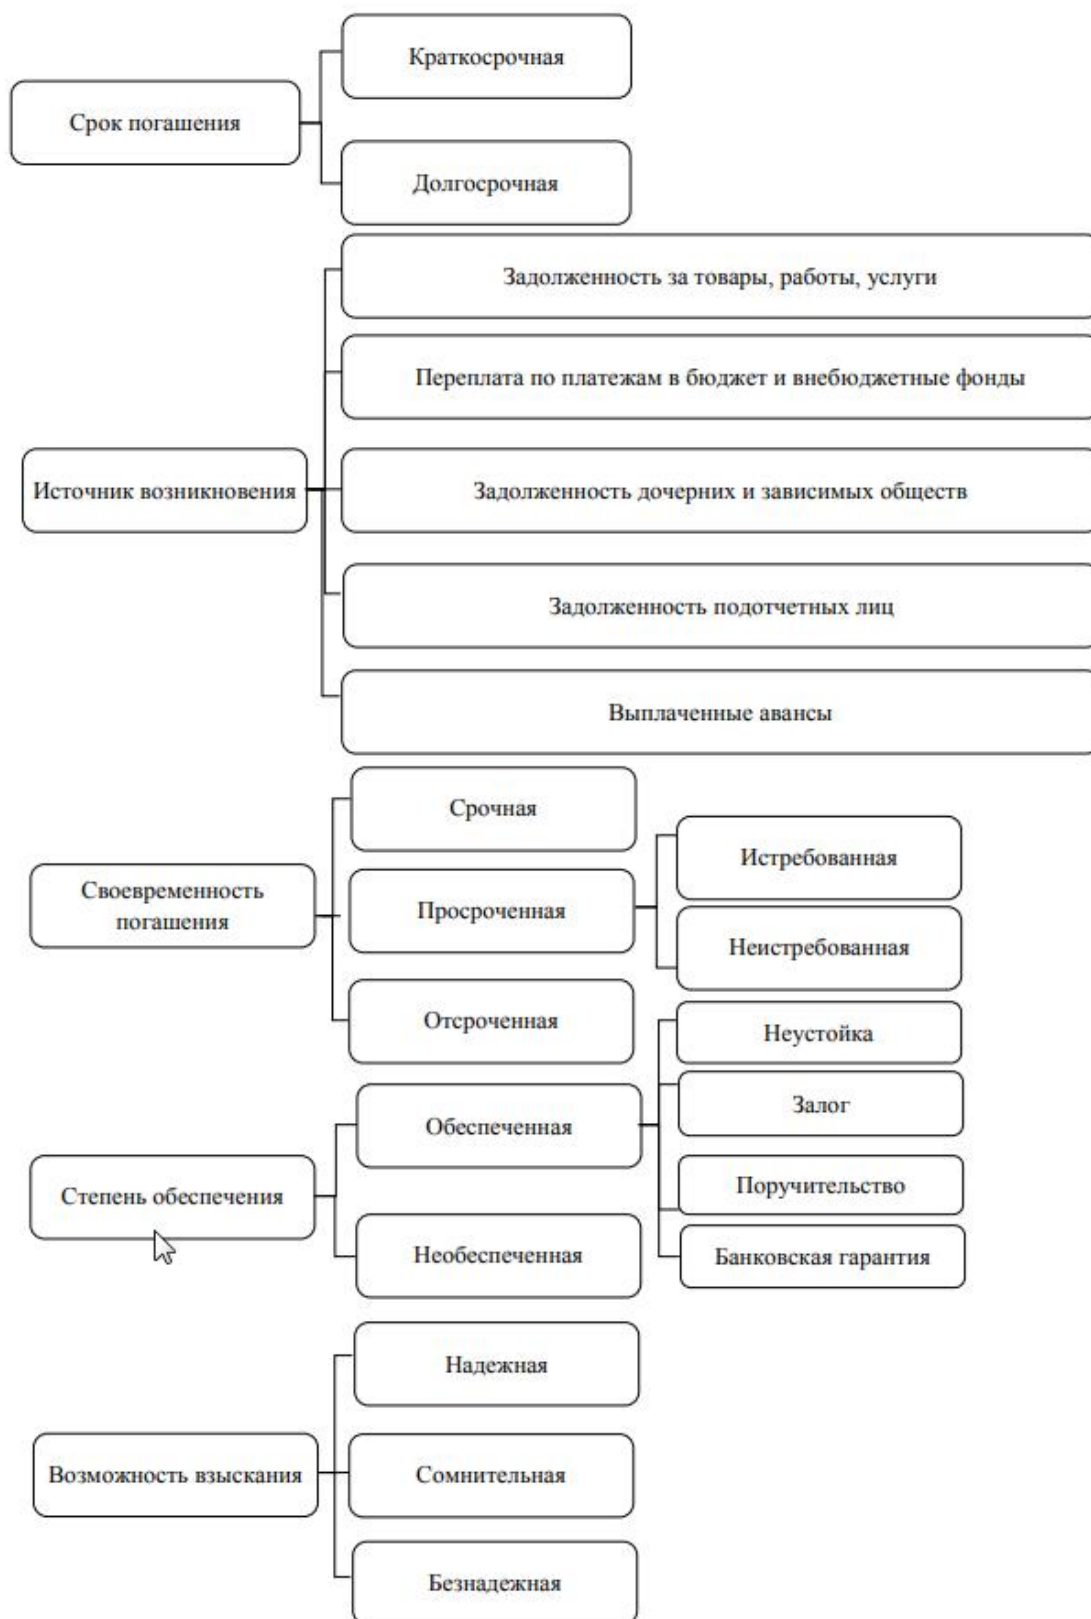 Краткосрочная
Срок погашения
Долгосрочная
Задолженность за товары, работы, услуги
Переплата по платежам в бюджет и внебюджетные фонды
Источник возникновения
Задолженность дочерних и зависимых обществ
Задолженность подотчетных лиц
Выплаченные авансы
Срочная
Истребованная
Своевременность
погашения
Просроченная
Неистребованная
Отсроченная
Неустойка
Залог
Обеспеченная
Степень обеспечения
Поручительство
Необеспеченная
Банковская гарантия
Надежная
Возможность взыскания
Сомнительная
Безнадежная